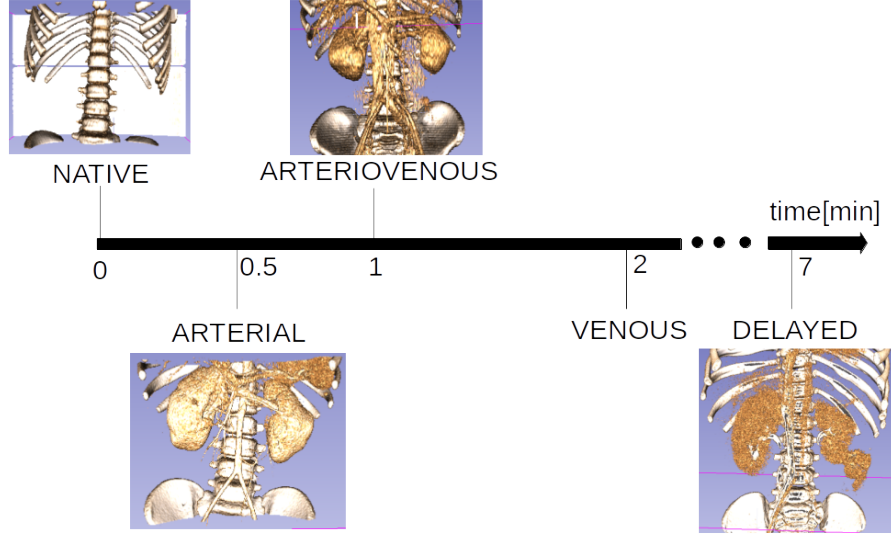 NATIVE
ARTERIOVENOUS
time[min]
0
0.5
1
2
7
ARTERIAL
VENOUS
DELAYED